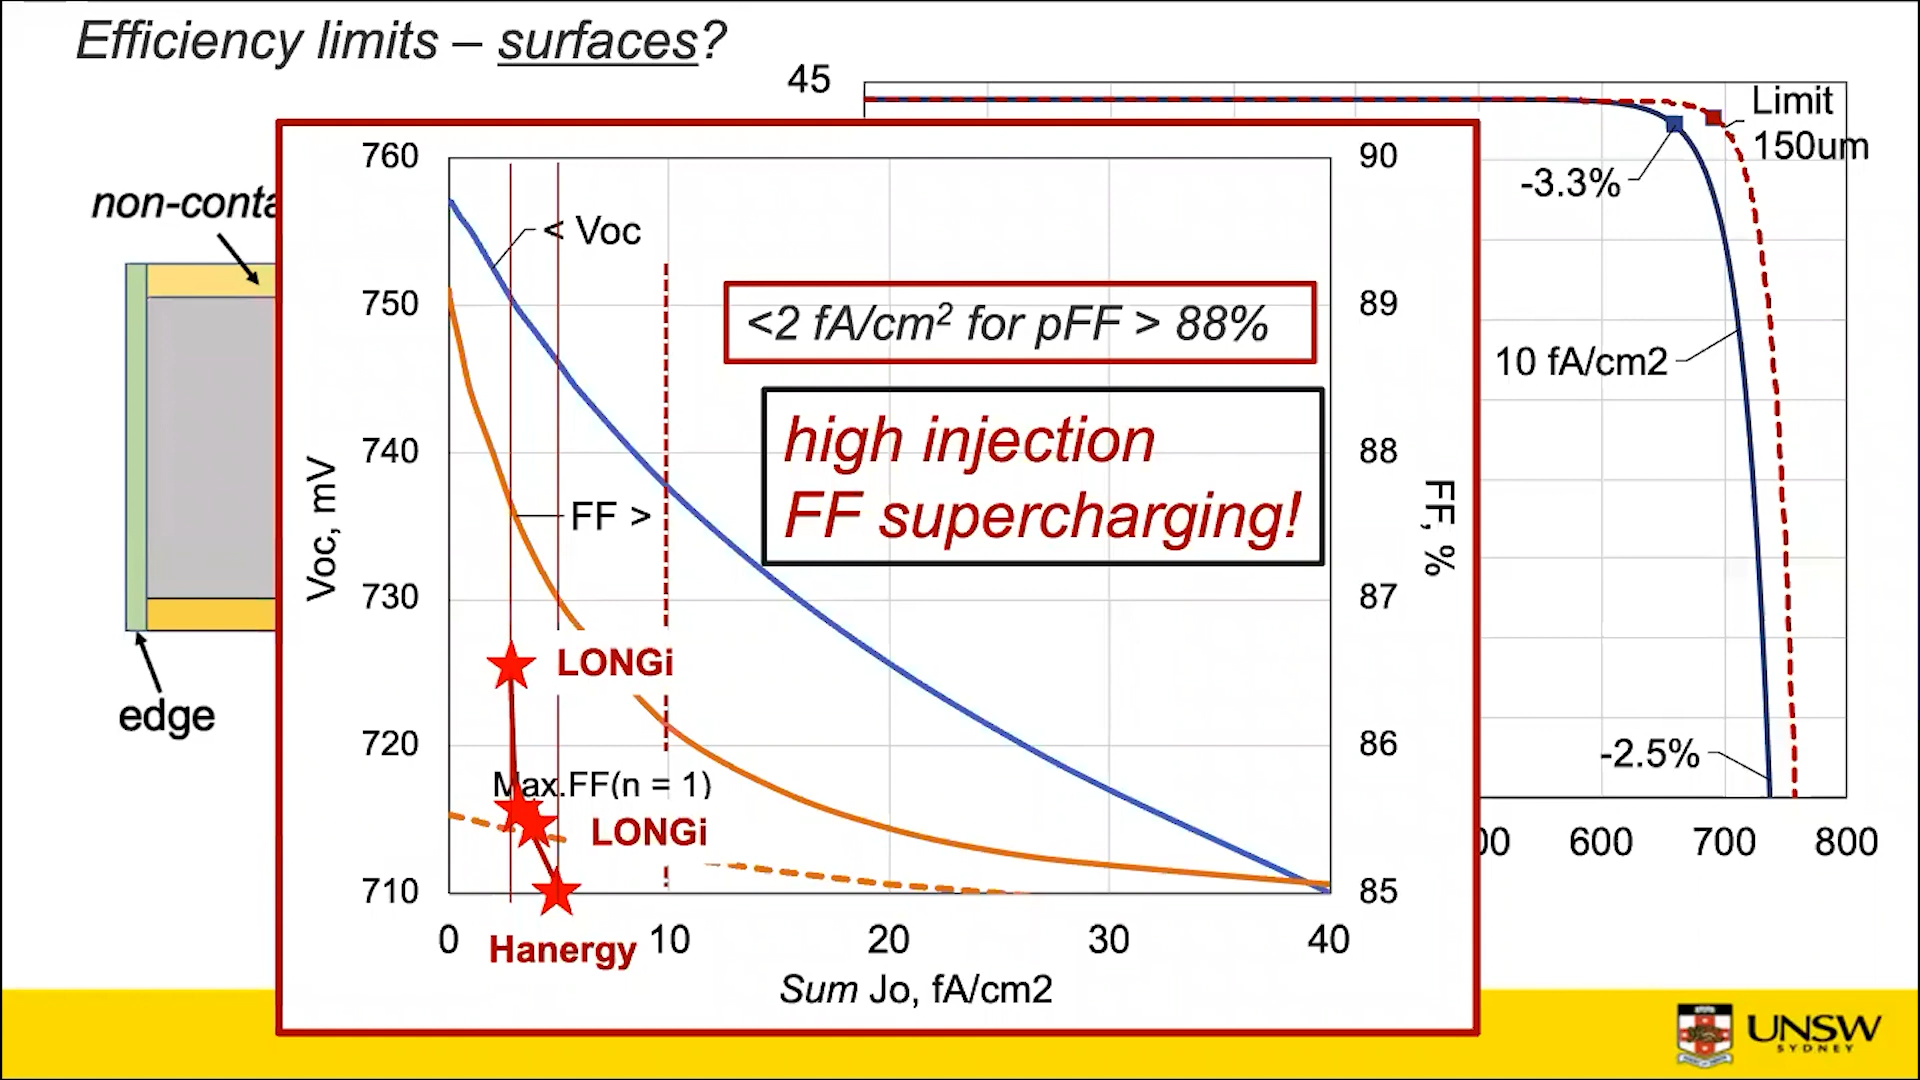 Efficiency limits – surfaces?
45
Limit
150um
-3.3%
10 fA/cm2
-2.5%
600
700
800
edge
760
750
740
730
720
710
Voc, mV
90
89
88
87
86
85
FF, %
< Voc
<2 fA/cm² for pFF > 88%
high injection
FF supercharging!
FF >
LONGi
Max.FF(n = 1)
LONGi
0
10
20
30
40
Hanergy
Sum Jo, fA/cm2
UNSW
SYDNEY